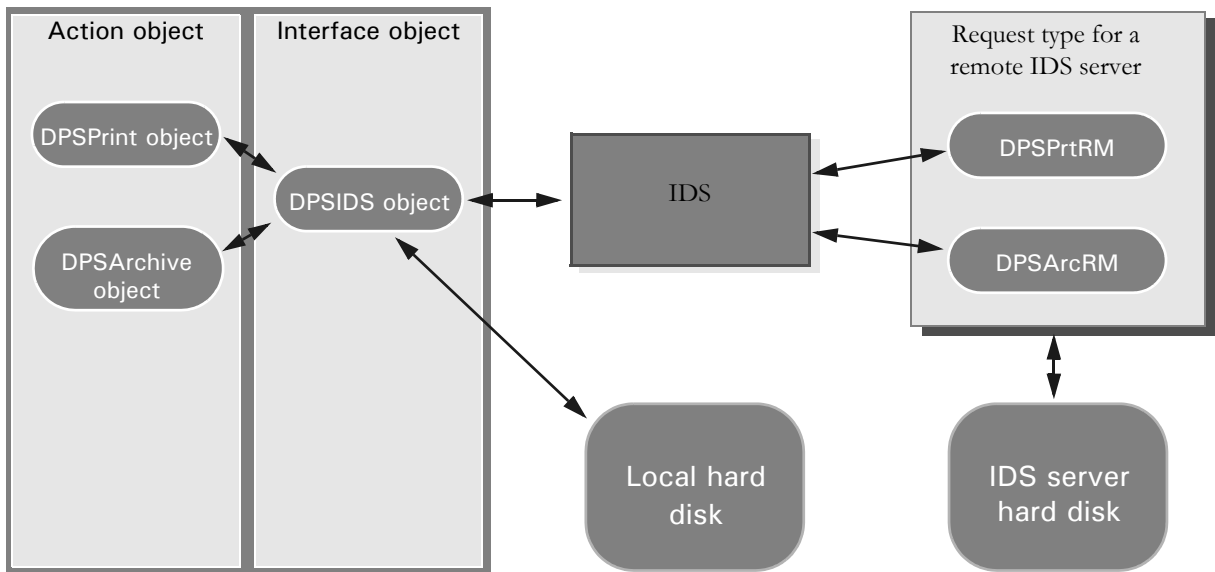 Action object
Interface object
Request type for a
remote IDS server
DPSPrint object
DPSIDS object
DPSArchive
object
IDS
DPSPrtRM
DPSArcRM
Local hard
disk
IDS server
hard disk